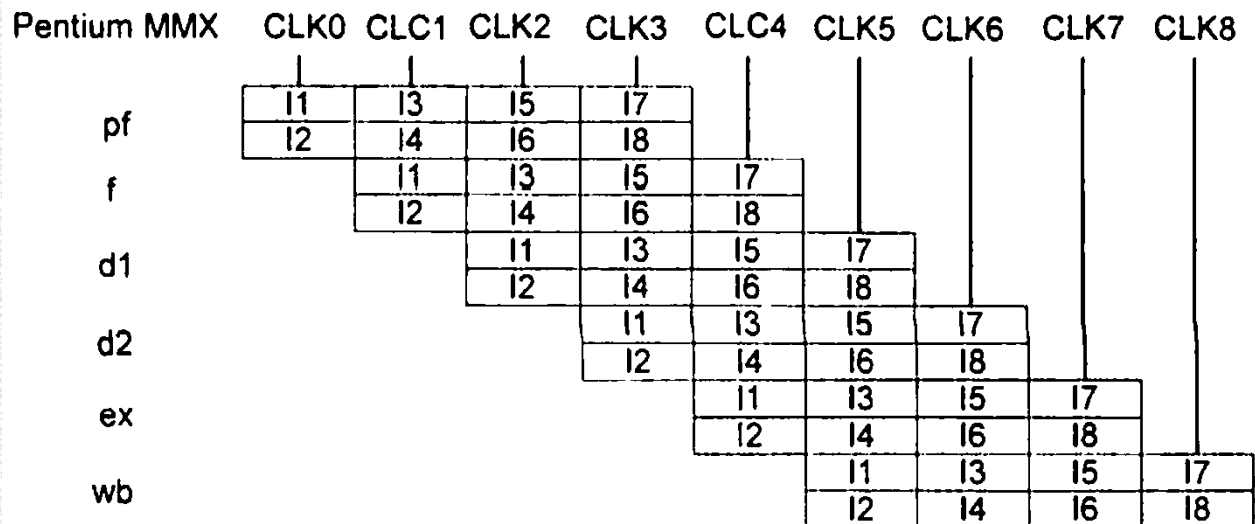 Pentium MMX CLK0 CLC1 CLK2 CLK3 CLC4 CLK5 CLK6 CLK7 CLK8
pf
I1 I3 I5 I7
I2 I4 I6 I8
f
I1 I3 I5 I7
I2 I4 I6 I8
d1
I1 I3 I5 I7
I2 I4 I6 I8
d2
I1 I3 I5 I7
I2 I4 I6 I8
ex
I1 I3 I5 I7
I2 I4 I6 I8
wb
I1 I3 I5 I7
I2 I4 I6 I8